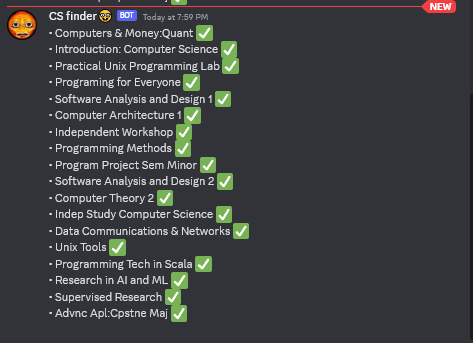 NEW
CS finder 🤓 BOT Today at 7:59 PM
• Computers & Money:Quant ✅
• Introduction: Computer Science ✅
• Practical Unix Programming Lab ✅
• Programing for Everyone ✅
• Software Analysis and Design 1 ✅
• Computer Architecture 1 ✅
• Independent Workshop ✅
• Programming Methods ✅
• Program Project Sem Minor ✅
• Software Analysis and Design 2 ✅
• Computer Theory 2 ✅
• Indep Study Computer Science ✅
• Data Communications & Networks ✅
• Unix Tools ✅
• Programming Tech in Scala ✅
• Research in AI and ML ✅
• Supervised Research ✅
• Advnc Apl:Cpstne Maj ✅